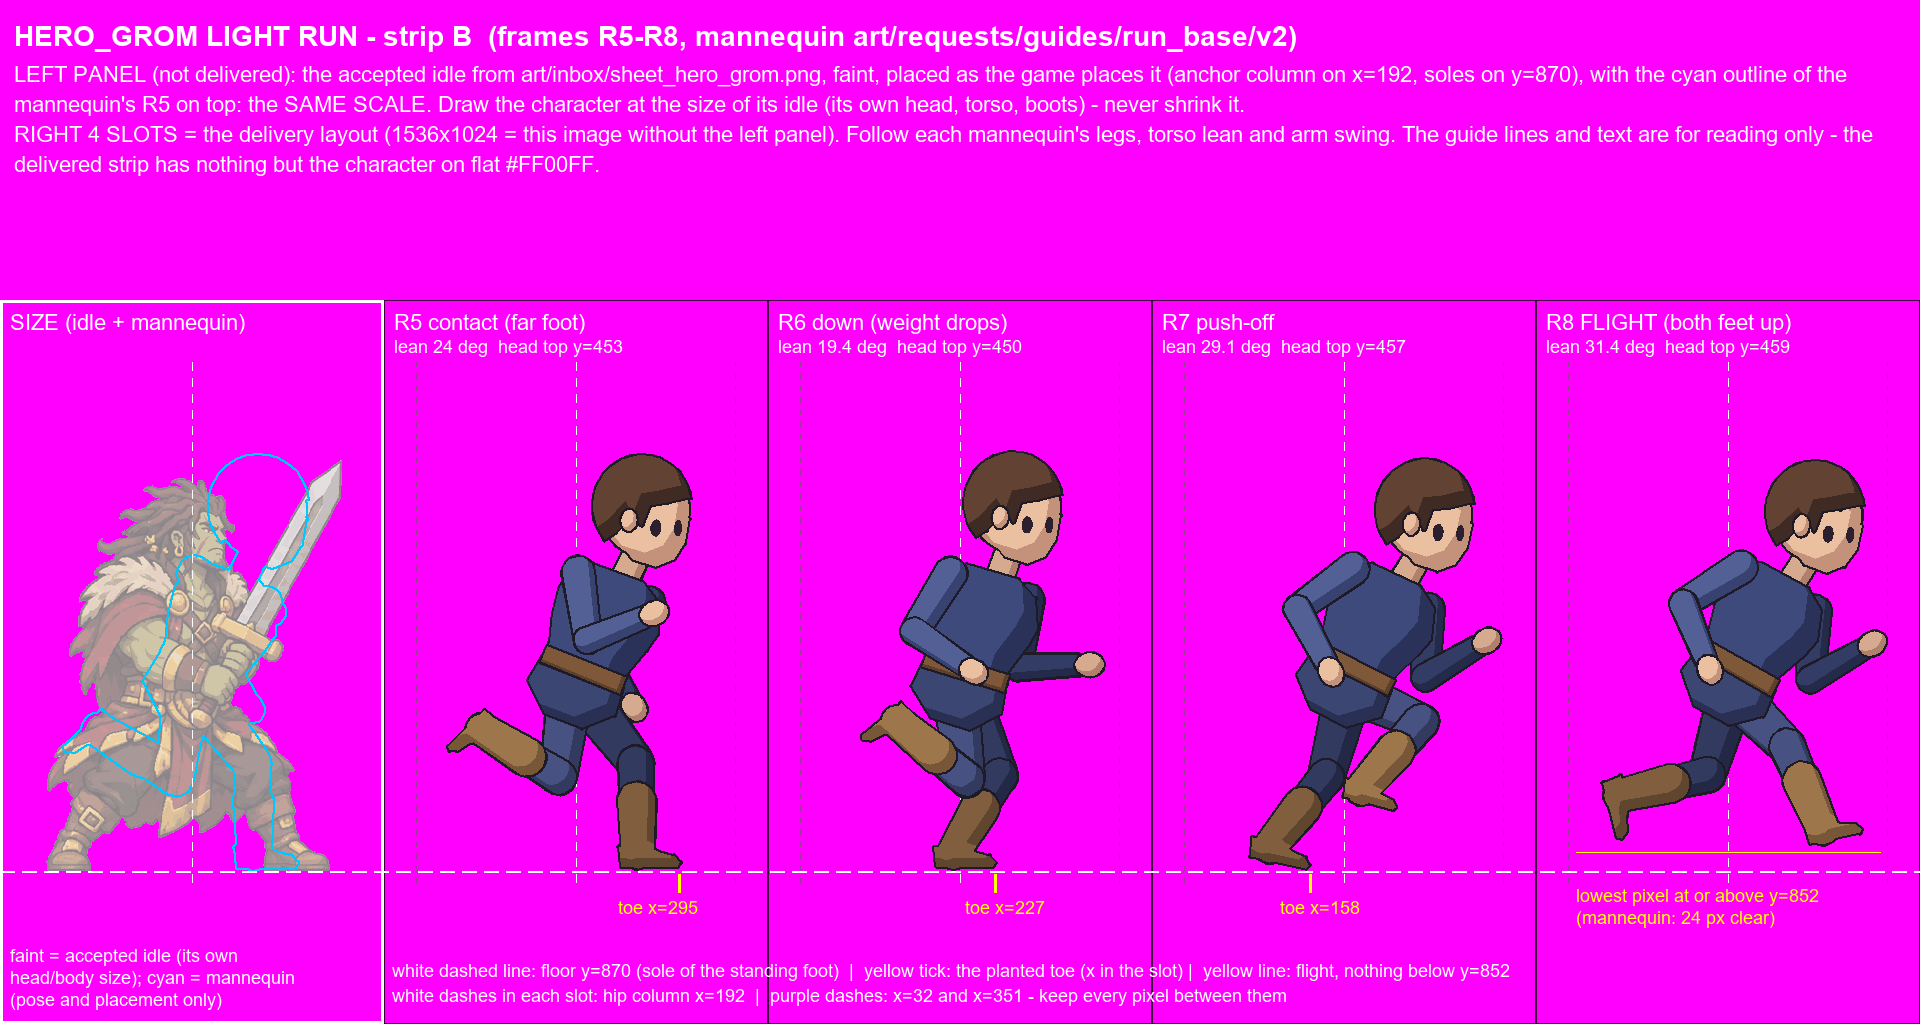 HERO_GROM LIGHT RUN - strip B  (frames R5-R8, mannequin art/requests/guides/run_base/v2)
LEFT PANEL (not delivered): the accepted idle from art/inbox/sheet_hero_grom.png, faint, placed as the game places it (anchor column on x=192, soles on y=870), with the cyan outline of the
mannequin's R5 on top: the SAME SCALE. Draw the character at the size of its idle (its own head, torso, boots) - never shrink it.
RIGHT 4 SLOTS = the delivery layout (1536x1024 = this image without the left panel). Follow each mannequin's legs, torso lean and arm swing. The guide lines and text are for reading only - the
delivered strip has nothing but the character on flat #FF00FF.
SIZE (idle + mannequin)
R5 contact (far foot)
lean 24 deg  head top y=453
R6 down (weight drops)
lean 19.4 deg  head top y=450
R7 push-off
lean 29.1 deg  head top y=457
R8 FLIGHT (both feet up)
lean 31.4 deg  head top y=459
toe x=295
toe x=227
toe x=158
lowest pixel at or above y=852
(mannequin: 24 px clear)
faint = accepted idle (its own
head/body size); cyan = mannequin
(pose and placement only)
white dashed line: floor y=870 (sole of the standing foot)  |  yellow tick: the planted toe (x in the slot) |  yellow line: flight, nothing below y=852
white dashes in each slot: hip column x=192  |  purple dashes: x=32 and x=351 - keep every pixel between them